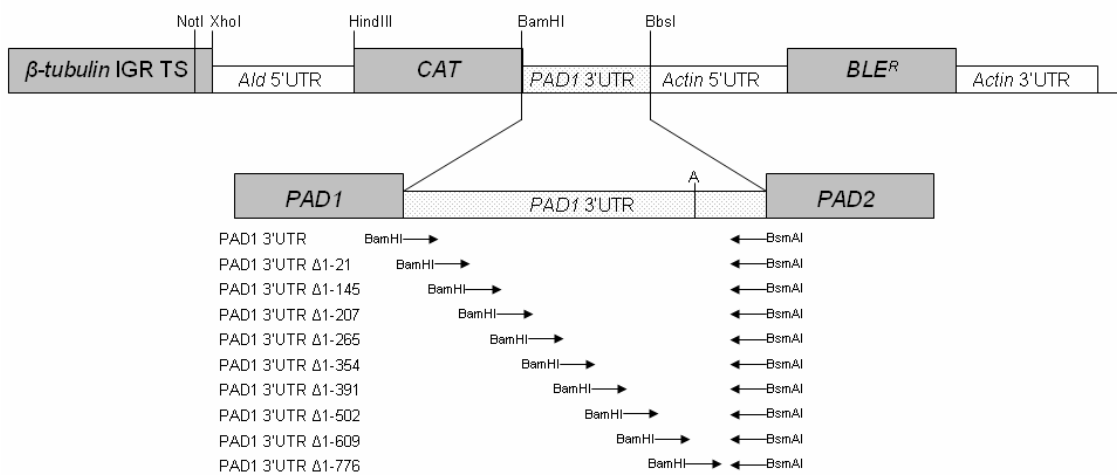 NotI XhoI HindIII BamHI BbsI
β-tubulin IGR TS Ald 5'UTR CAT PAD1 3'UTR Actin 5'UTR BLE^R Actin 3'UTR
A
PAD1 PAD1 3'UTR PAD2
PAD1 3'UTR BamHI BsmAI
PAD1 3'UTR Δ1-21 BamHI BsmAI
PAD1 3'UTR Δ1-145 BamHI BsmAI
PAD1 3'UTR Δ1-207 BamHI BsmAI
PAD1 3'UTR Δ1-265 BamHI BsmAI
PAD1 3'UTR Δ1-354 BamHI BsmAI
PAD1 3'UTR Δ1-391 BamHI BsmAI
PAD1 3'UTR Δ1-502 BamHI BsmAI
PAD1 3'UTR Δ1-609 BamHI BsmAI
PAD1 3'UTR Δ1-776 BamHI BsmAI